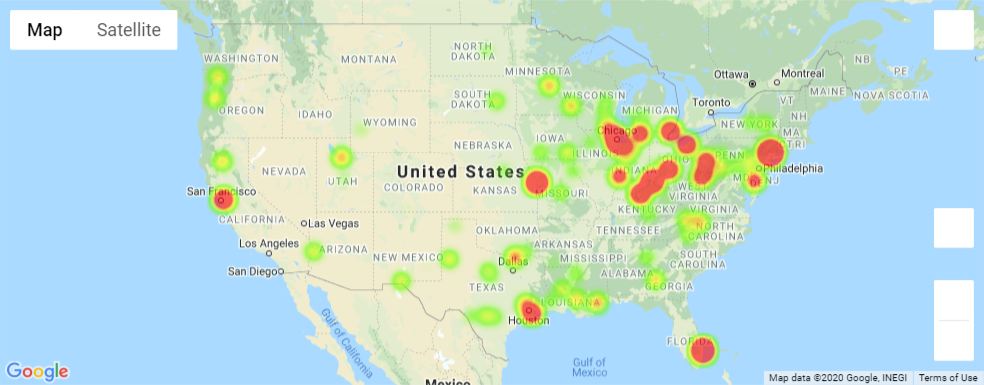 Map
Satellite
WASHINGTON
MONTANA
NORTH
DAKOTA
MINNESOTA
Ottawa
Montreal
NB
PE
NOVA SCOTIA
MAINE
VT
NH
OREGON
IDAHO
WYOMING
SOUTH
DAKOTA
WISCONSIN
MICHIGAN
Toronto
NEW YORK
IOWA
Chicago
NEBRASKA
ILLINOIS
INDIANA
OHIO
PENN
Philadelphia
NJ
NEVADA
UTAH
COLORADO
United States
KANSAS
MISSOURI
WEST
VIRGINIA
VIRGINIA
KENTUCKY
San Francisco
CALIFORNIA
Las Vegas
TENNESSEE
NORTH
CAROLINA
OKLAHOMA
ARKANSAS
Los Angeles
ARIZONA
NEW MEXICO
Dallas
MISSISSIPPI
SOUTH
CAROLINA
ALABAMA
San Diego
TEXAS
GEORGIA
LOUISIANA
Houston
FLORIDA
Gulf of
California
Gulf of
Mexico
Mexico
Google
Map data ©2020 Google, INEGI
Terms of Use